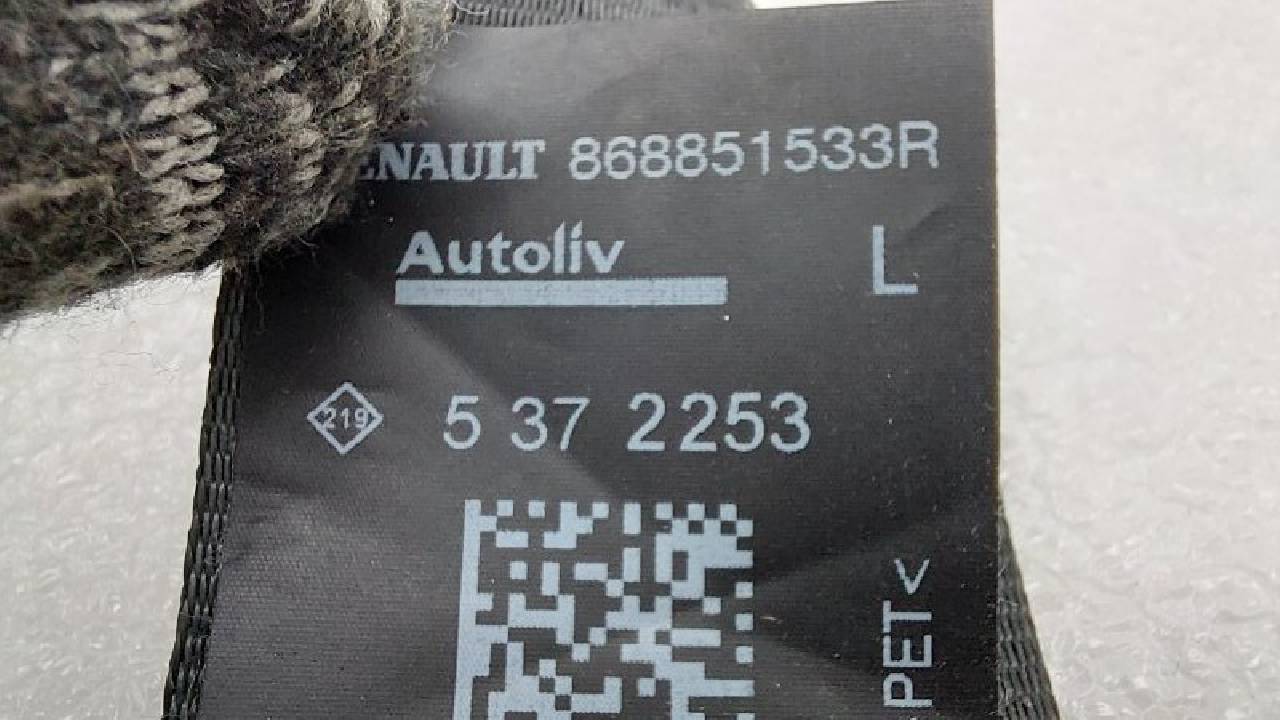 ENAULT 868851533R
Autoliv L
219 5 37 2253
PET<